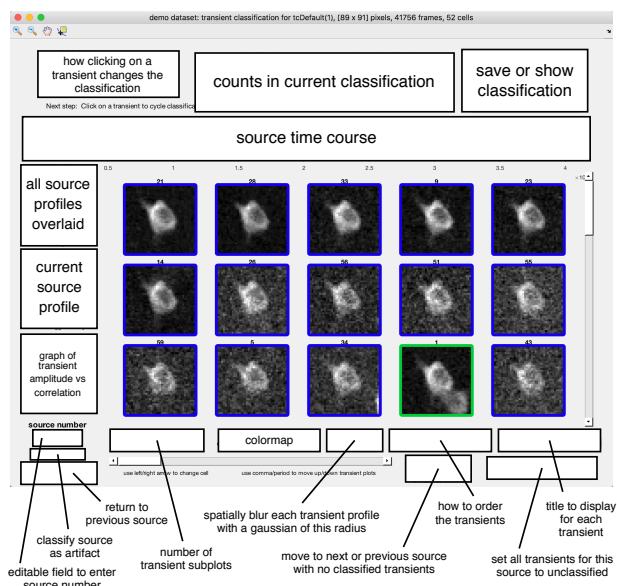 demo dataset: transient classification for tcDefault(1), [89 x 91] pixels, 41756 frames, 52 cells
how clicking on a
transient changes the
classification
counts in current classification
save or show
classification
Next step: Click on a transient to cycle classifica
source time course
0.5 1 1.5 2 2.5 3 3.5 4
all source
profiles
overlaid
21 28 33 9 23
current
source
profile
14 26 56 51 55
graph of
transient
amplitude vs
correlation
59 5 34 1 43
source number
colormap
use left/right arrow to change cell
use comma/period to move up/down transient plots
return to
previous source
classify source
as artifact
editable field to enter
source number
number of
transient subplots
spatially blur each transient profile
with a gaussian of this radius
move to next or previous source
with no classified transients
how to order
the transients
title to display
for each
transient
set all transients for this
source to unclassified